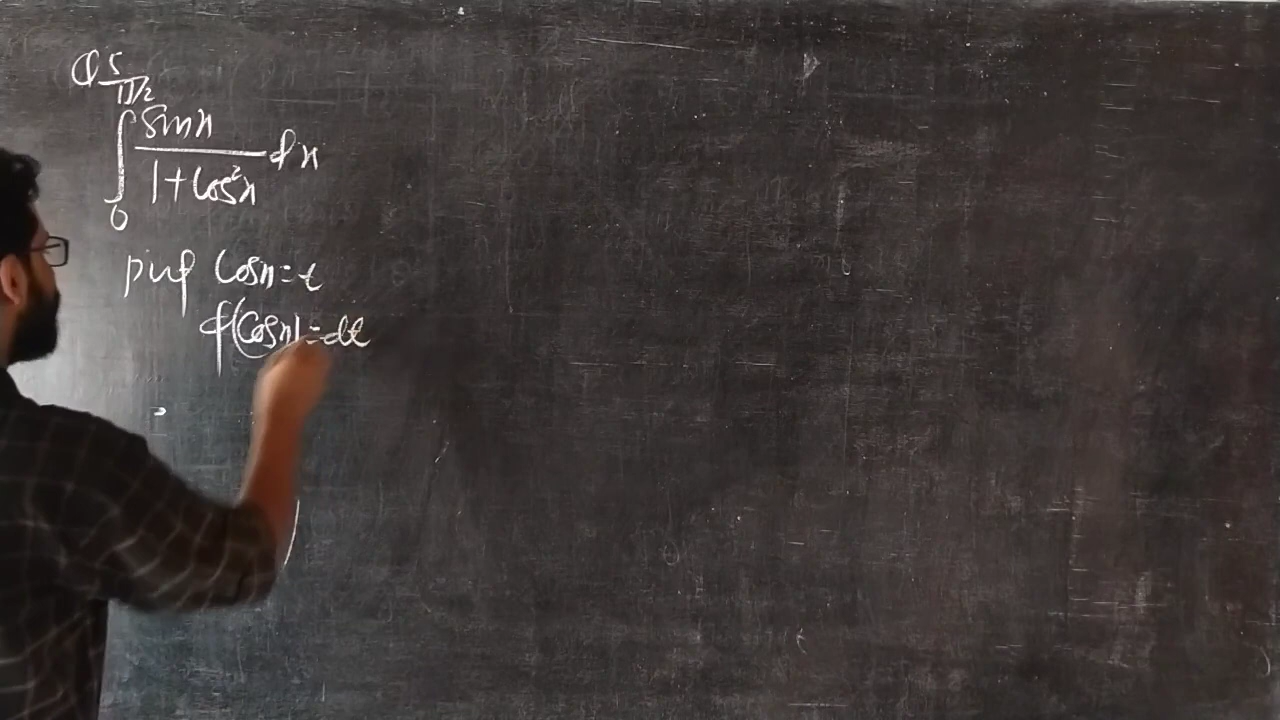 Q5
π/2
∫ sinx / 1+cos²x dx
0
put cosx=t
d(cosx)=dt
=